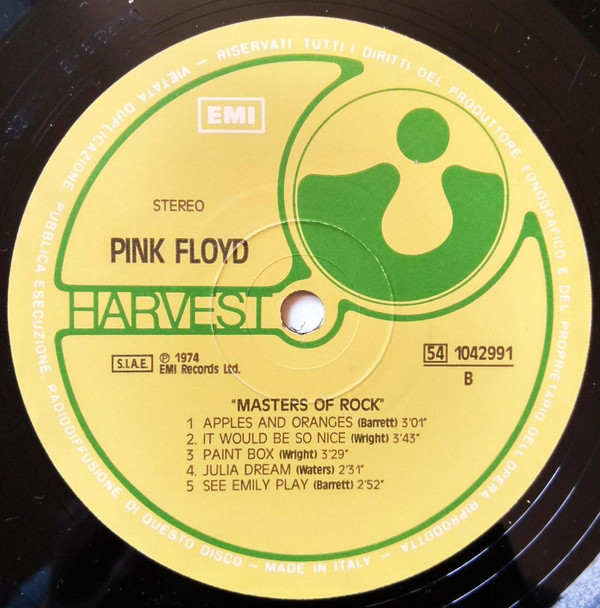 VIETATA DUPLICAZIONE PUBBLICA ESECUZIONE RADIODIFFUSIONE DI QUESTO DISCO – MADE IN ITALY – RISERVATI TUTTI I DIRITTI DEL PRODUTTORE FONOGRAFICO E DEL PROPRIETARIO DELL'OPERA RIPRODOTTA
EMI
STEREO
PINK FLOYD
HARVEST
S.I.A.E.
℗ 1974
EMI Records Ltd.
54 1042991
B
"MASTERS OF ROCK"
1 APPLES AND ORANGES (Barrett) 3'01"
2. IT WOULD BE SO NICE (Wright) 3'43"
3 PAINT BOX (Wright) 3'29"
4. JULIA DREAM (Waters) 2'31"
5 SEE EMILY PLAY (Barrett) 2'52"